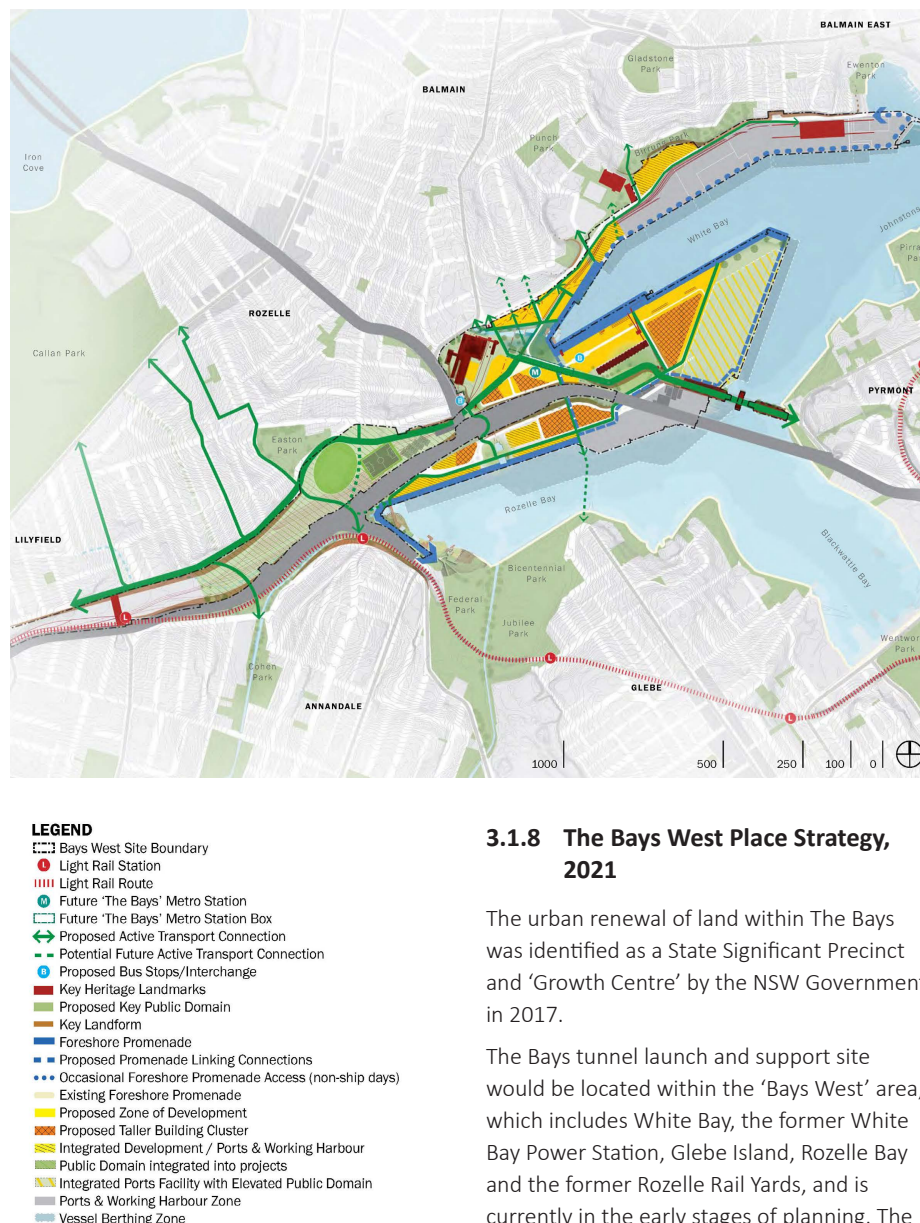 BALMAIN EAST
Gladstone
Park
Ewenton
Park
BALMAIN
Punch
Park
Birrung Park
Iron
Cove
White Bay
Johnstons
Pirra
Pa
ROZELLE
Callan Park
M
B
B
PYRMONT
Easton
Park
Rozelle Bay
LILYFIELD
L
Blackwattle Bay
Bicentennial
Park
Federal
Park
Jubilee
Park
L
Wentwor
Park
Cohen
Park
L
GLEBE
ANNANDALE
L
1000
500
250
100
0
LEGEND
Bays West Site Boundary
L Light Rail Station
Light Rail Route
M Future 'The Bays' Metro Station
Future 'The Bays' Metro Station Box
Proposed Active Transport Connection
Potential Future Active Transport Connection
B Proposed Bus Stops/Interchange
Key Heritage Landmarks
Proposed Key Public Domain
Key Landform
Foreshore Promenade
Proposed Promenade Linking Connections
Occasional Foreshore Promenade Access (non-ship days)
Existing Foreshore Promenade
Proposed Zone of Development
Proposed Taller Building Cluster
Integrated Development / Ports & Working Harbour
Public Domain integrated into projects
Integrated Ports Facility with Elevated Public Domain
Ports & Working Harbour Zone
Vessel Berthing Zone
3.1.8 The Bays West Place Strategy,
2021
The urban renewal of land within The Bays
was identified as a State Significant Precinct
and 'Growth Centre' by the NSW Government
in 2017.
The Bays tunnel launch and support site
would be located within the 'Bays West' area,
which includes White Bay, the former White
Bay Power Station, Glebe Island, Rozelle Bay
and the former Rozelle Rail Yards, and is
currently in the early stages of planning. The